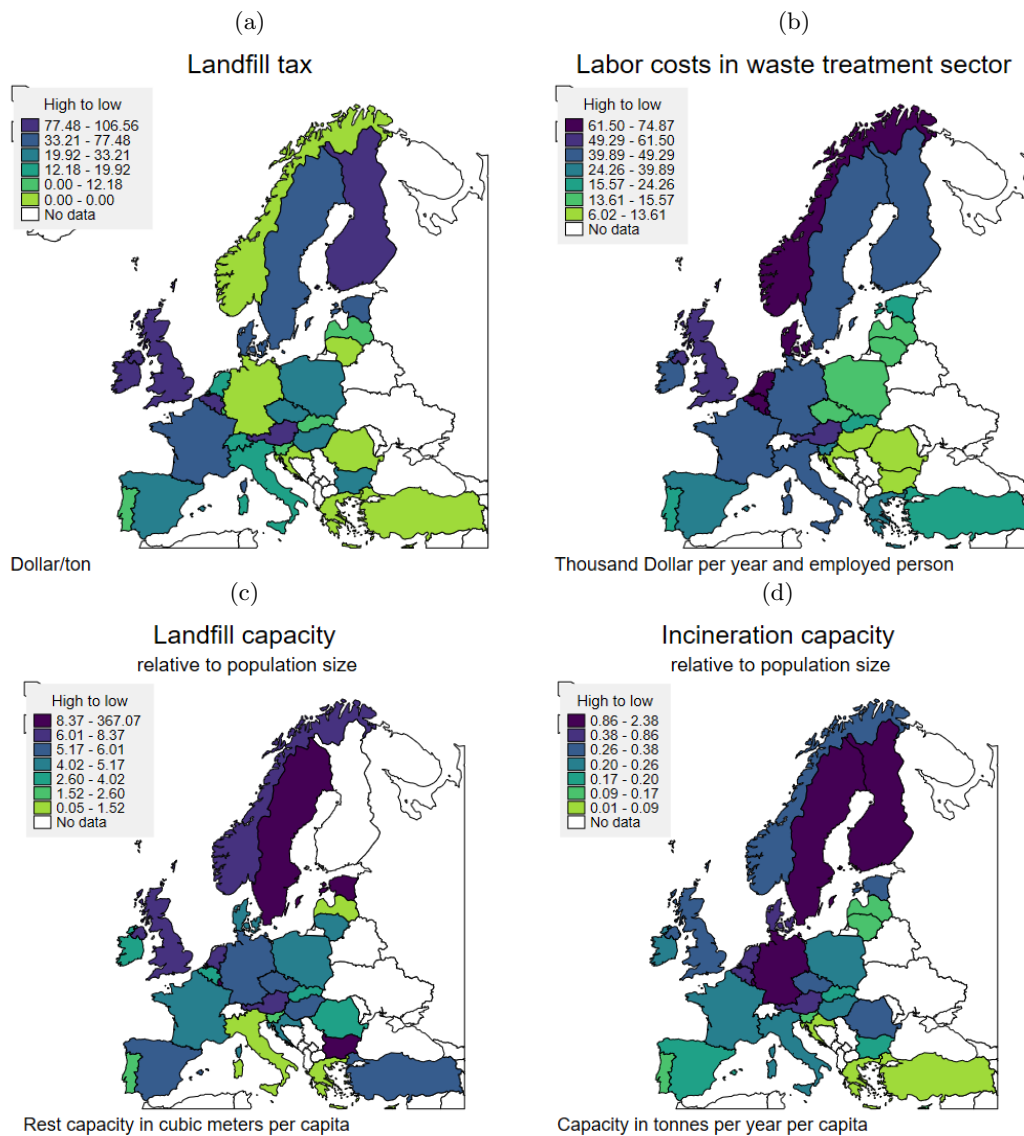 (a)
Landfill tax
High to low
77.48 - 106.56
33.21 - 77.48
19.92 - 33.21
12.18 - 19.92
0.00 - 12.18
0.00 - 0.00
No data
Dollar/ton
(b)
Labor costs in waste treatment sector
High to low
61.50 - 74.87
49.29 - 61.50
39.89 - 49.29
24.26 - 39.89
15.57 - 24.26
13.61 - 15.57
6.02 - 13.61
No data
Thousand Dollar per year and employed person
(c)
Landfill capacity
relative to population size
High to low
8.37 - 367.07
6.01 - 8.37
5.17 - 6.01
4.02 - 5.17
2.60 - 4.02
1.52 - 2.60
0.05 - 1.52
No data
Rest capacity in cubic meters per capita
(d)
Incineration capacity
relative to population size
High to low
0.86 - 2.38
0.38 - 0.86
0.26 - 0.38
0.20 - 0.26
0.17 - 0.20
0.09 - 0.17
0.01 - 0.09
No data
Capacity in tonnes per year per capita